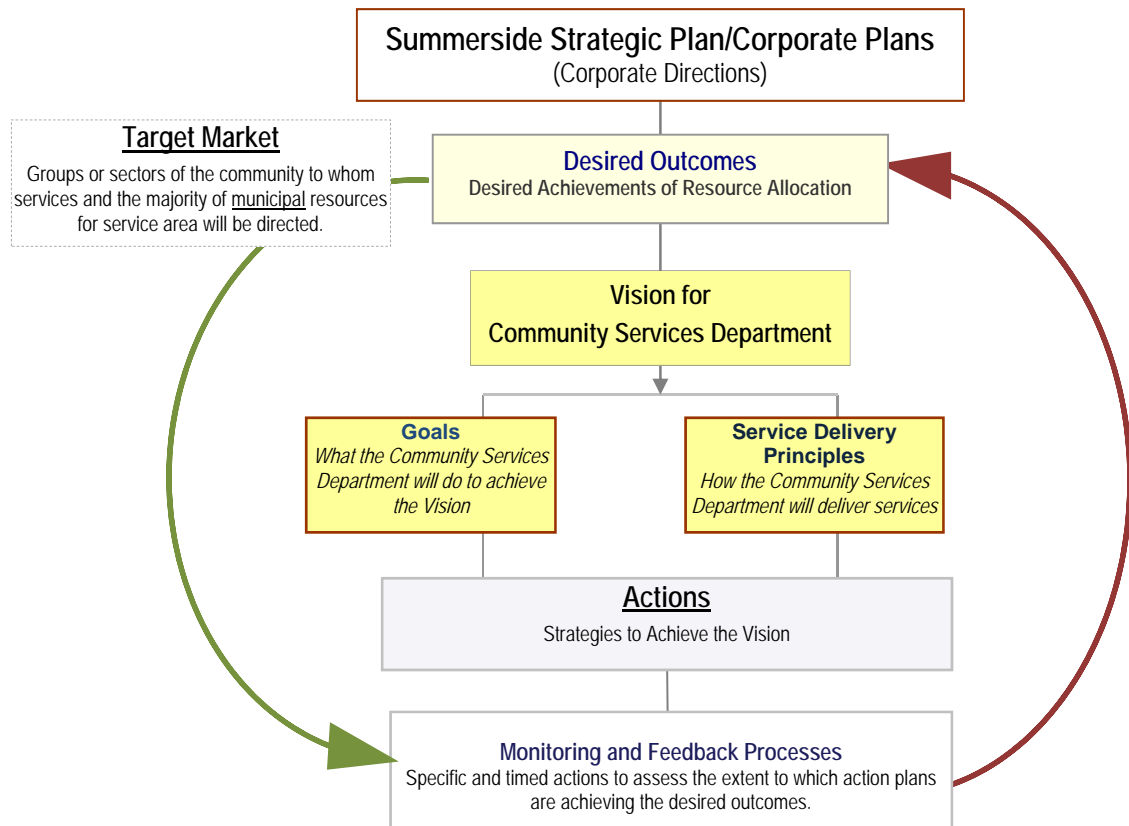 Summerside Strategic Plan/Corporate Plans
(Corporate Directions)
Target Market
Groups or sectors of the community to whom
services and the majority of municipal resources
for service area will be directed.
Desired Outcomes
Desired Achievements of Resource Allocation
Vision for
Community Services Department
Goals
What the Community Services
Department will do to achieve
the Vision
Service Delivery
Principles
How the Community Services
Department will deliver services
Actions
Strategies to Achieve the Vision
Monitoring and Feedback Processes
Specific and timed actions to assess the extent to which action plans
are achieving the desired outcomes.